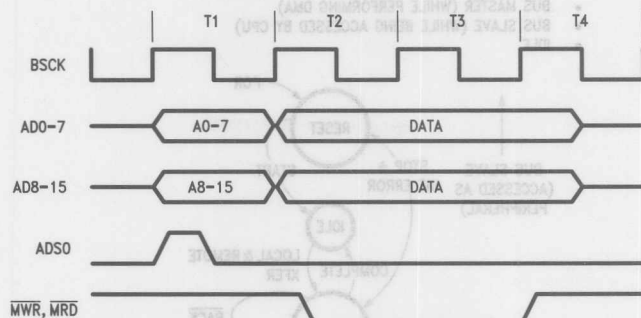 T1 T2 T3 T4
BSCK
AD0-7 A0-7 DATA
AD8-15 A8-15 DATA
ADS0
MWR, MRD